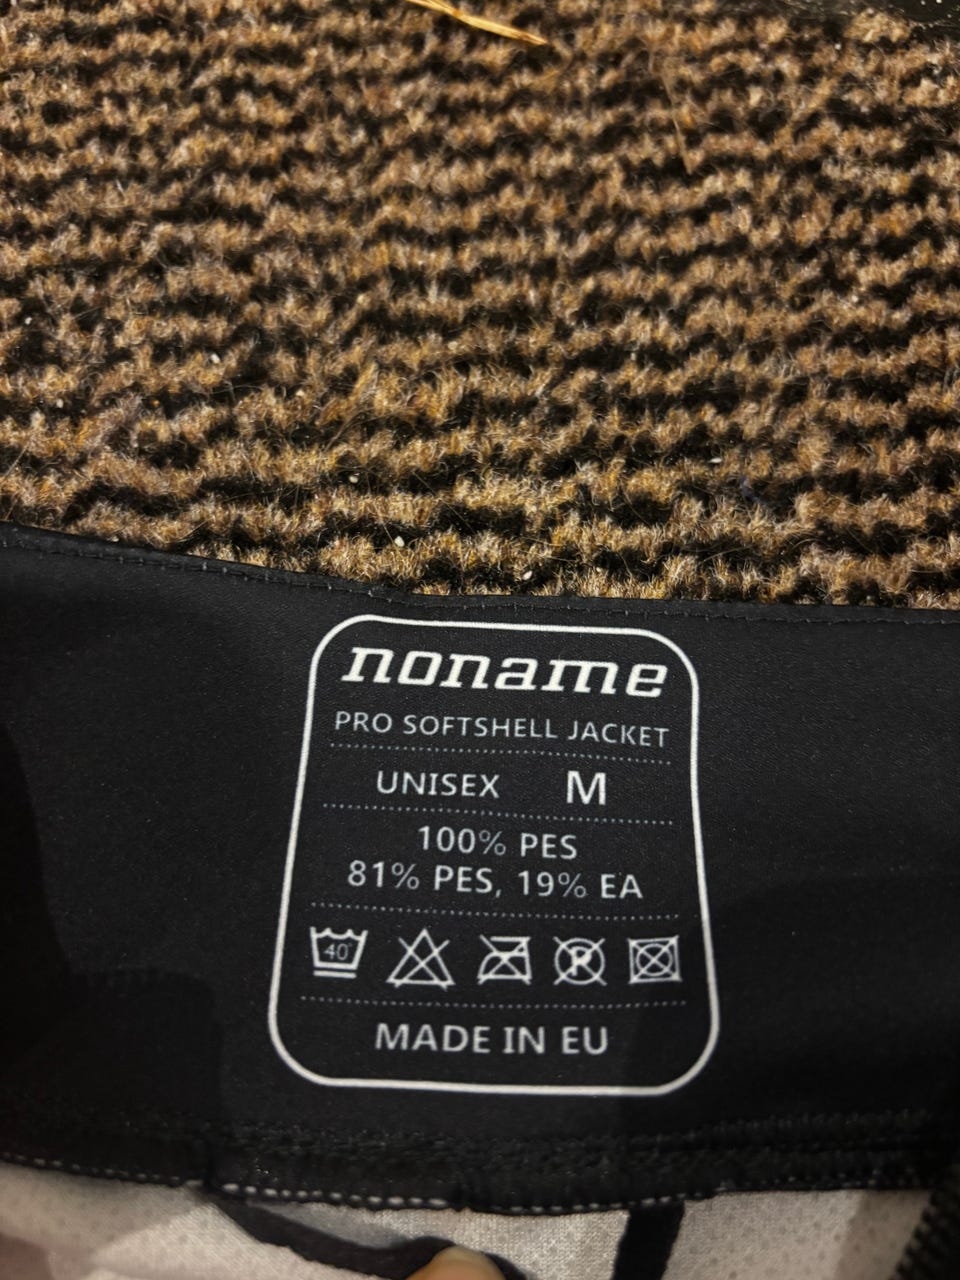 noname
PRO SOFTSHELL JACKET
UNISEX M
100% PES
81% PES, 19% EA
40°
MADE IN EU